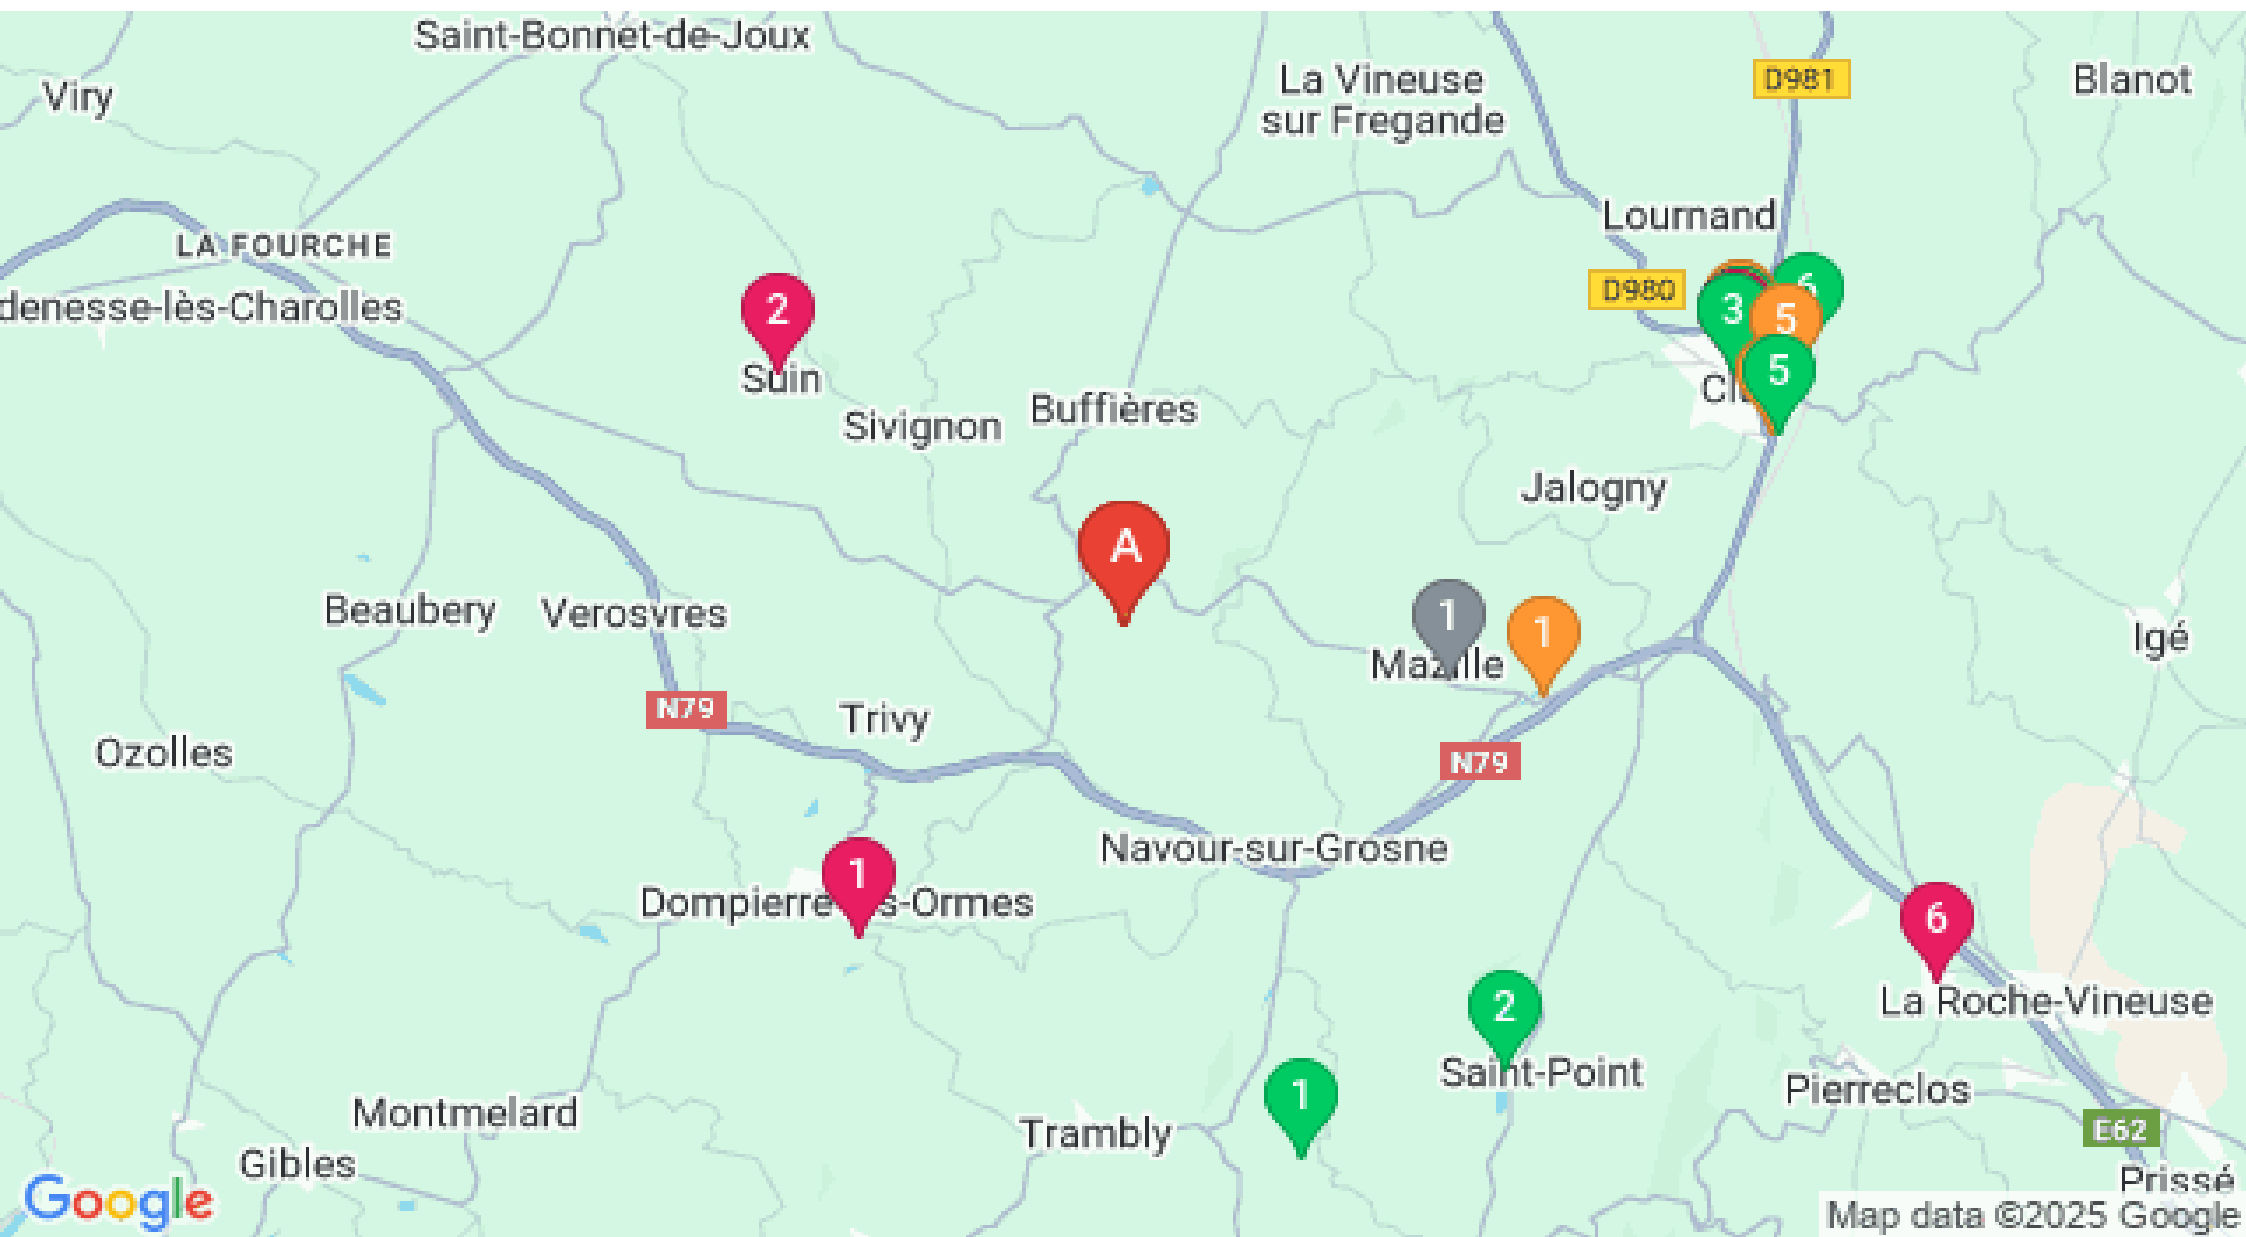 Saint-Bonnet-de-Joux
Viry
La Vineuse
sur Fregande
D981
Blanot
Lournand
LA FOURCHE
D980
denesse-lès-Charolles
2
Suin
3
6
5
5
Sivignon
Buffières
Jalogny
A
Beaubery
Verosvres
1
1
Mazille
Igé
N79
Trivy
Ozolles
N79
Navour-sur-Grosne
1
Dompierre-les-Ormes
6
La Roche-Vineuse
2
Saint-Point
1
Pierreclos
Montmelard
Trambly
E62
Gibles
Prissé
Google
Map data ©2025 Google